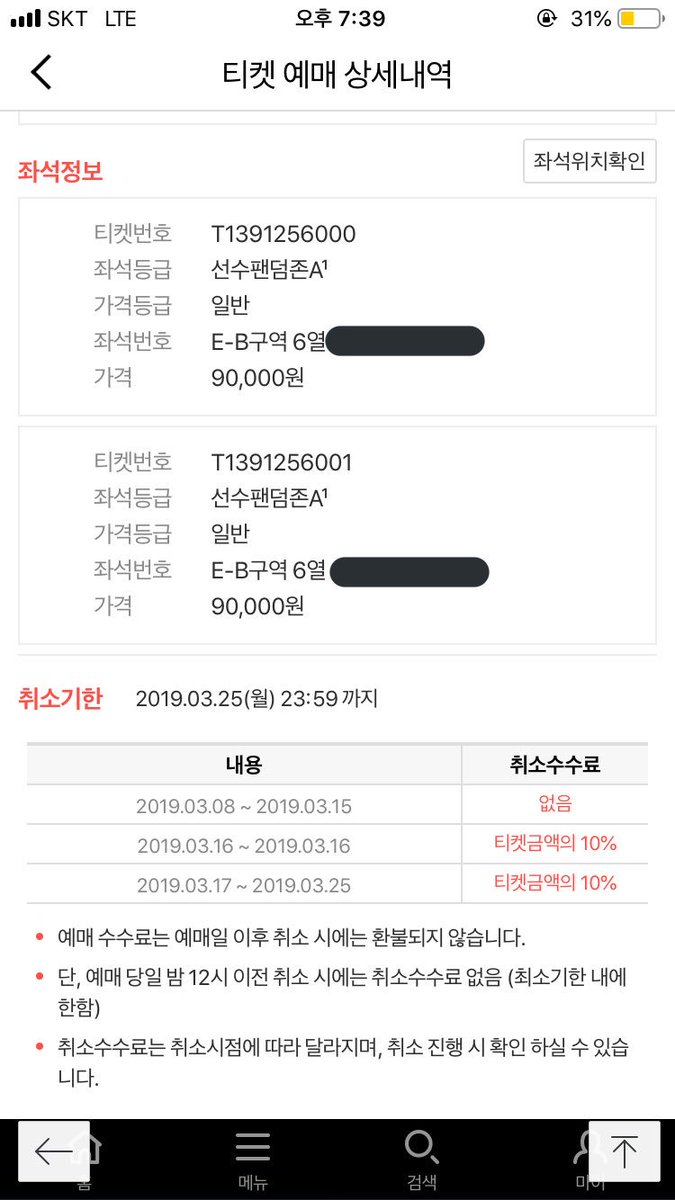 SKT LTE 오후 7:39 31%
티켓 예매 상세내역
좌석정보 좌석위치확인
티켓번호 T1391256000
좌석등급 선수팬덤존A¹
가격등급 일반
좌석번호 E-B구역 6열
가격 90,000원
티켓번호 T1391256001
좌석등급 선수팬덤존A¹
가격등급 일반
좌석번호 E-B구역 6열
가격 90,000원
취소기한 2019.03.25(월) 23:59 까지
내용 취소수수료
2019.03.08 ~ 2019.03.15 없음
2019.03.16 ~ 2019.03.16 티켓금액의 10%
2019.03.17 ~ 2019.03.25 티켓금액의 10%
• 예매 수수료는 예매일 이후 취소 시에는 환불되지 않습니다.
• 단, 예매 당일 밤 12시 이전 취소 시에는 취소수수료 없음 (최소기한 내에
한함)
• 취소수수료는 취소시점에 따라 달라지며, 취소 진행 시 확인 하실 수 있습
니다.
홈 메뉴 검색 마이